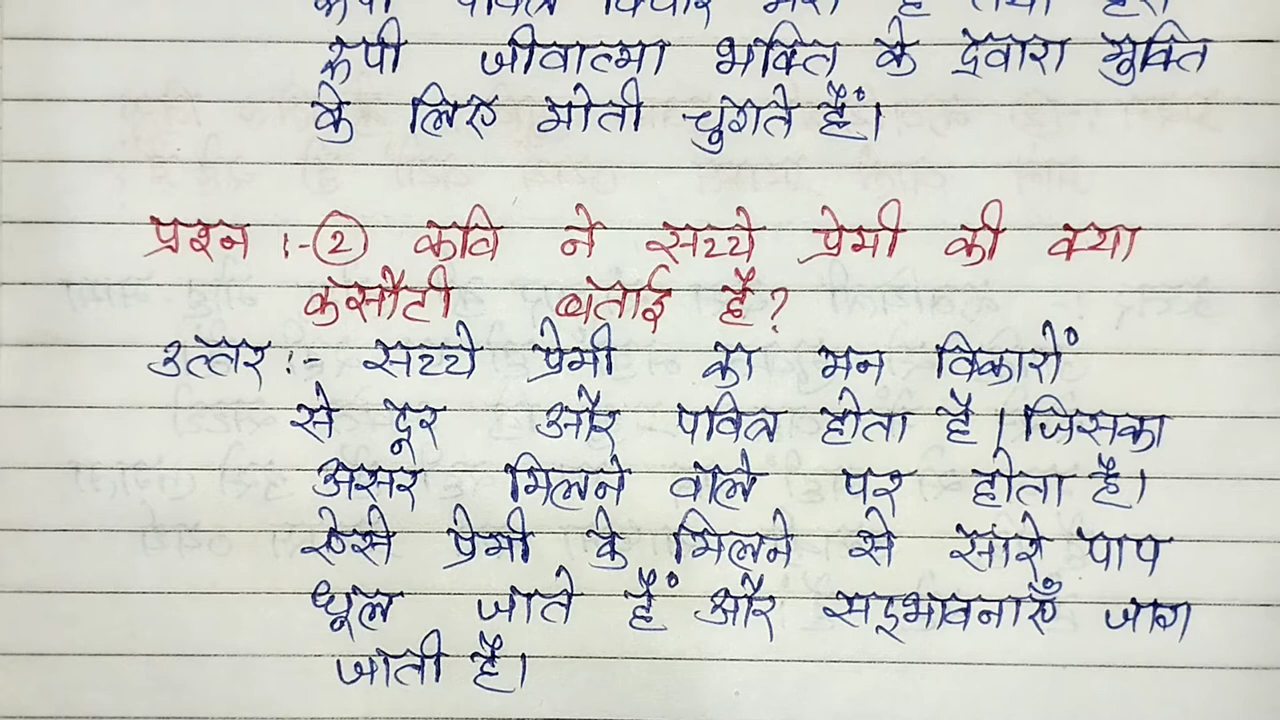 रूपी जीवात्मा भक्ति के द्वारा मुक्ति
के लिए मोती चुगते हैं।
प्रश्न :-② कवि ने सच्चे प्रेमी की क्या
कसौटी बताई है?
उत्तर :- सच्चे प्रेमी का मन विकारों
से दूर और पवित्र होता है। जिसका
असर मिलने वाले पर होता है।
ऐसे प्रेमी के मिलने से सारे पाप
धूल जाते हैं और सद्भावनाएँ जाग
जाती है।